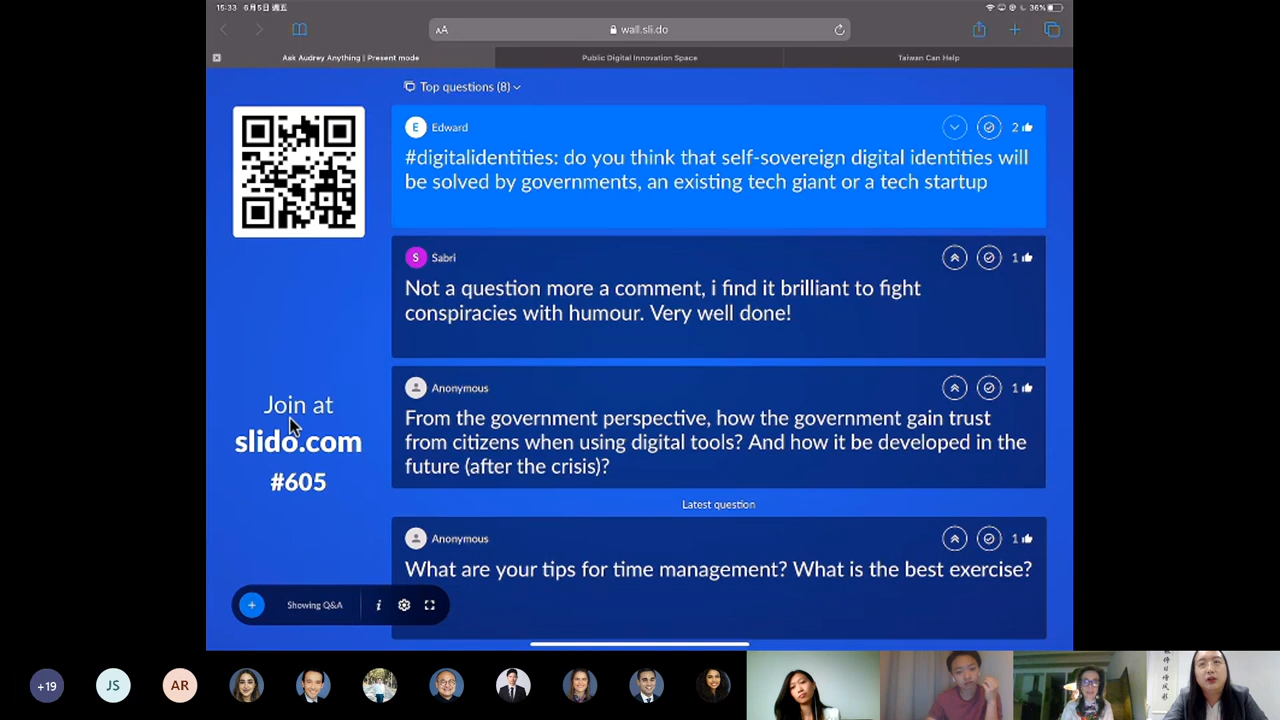 15:33 6月5日 週五
36%
AA
wall.sli.do
Ask Audrey Anything | Present mode
Public Digital Innovation Space
Taiwan Can Help
Top questions (8)
E
Edward
2
#digitalidentities: do you think that self-sovereign digital identities will
be solved by governments, an existing tech giant or a tech startup
S
Sabri
1
Not a question more a comment, i find it brilliant to fight
conspiracies with humour. Very well done!
Anonymous
1
From the government perspective, how the government gain trust
from citizens when using digital tools? And how it be developed in the
future (after the crisis)?
Latest question
Anonymous
1
What are your tips for time management? What is the best exercise?
Join at
slido.com
#605
+
Showing Q&A
i
+19
JS
AR